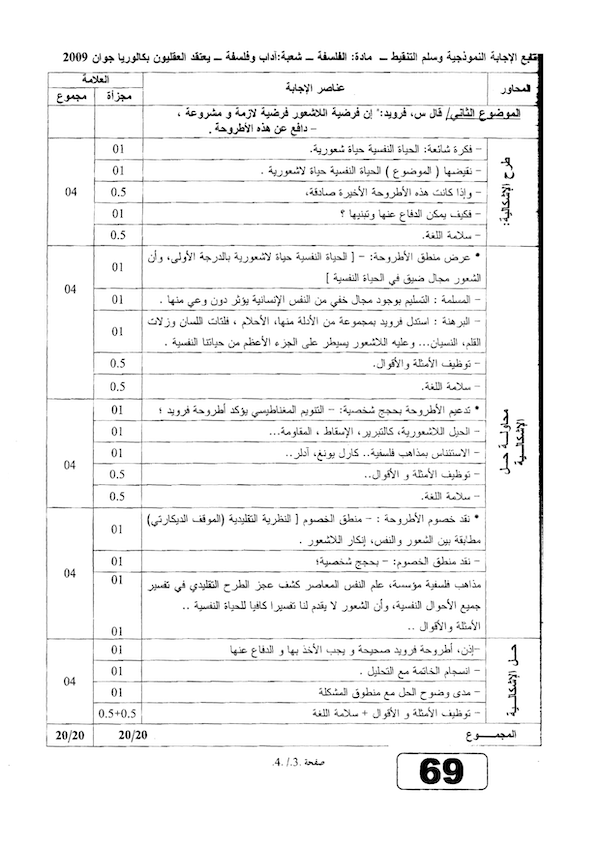 تابع الإجابة النموذجية وسلم التنقيط ـ مادة: الفلسفة ـ شعبة:آداب وفلسفة ـ يعتقد العقليون بكالوريا جوان 2009
المحاور عناصر الإجابة العلامة
مجزأة مجموع
الموضوع الثاني/ قال س، فرويد:" إن فرضية اللاشعور فرضية لازمة و مشروعة ،
- دافع عن هذه الأطروحة .
طرح الإشكالية:
- فكرة شائعة: الحياة النفسية حياة شعورية. 01
- نقيضها ( الموضوع ) الحياة النفسية حياة لاشعورية . 01
- وإذا كانت هذه الأطروحة الأخيرة صادقة، 0.5 04
- فكيف يمكن الدفاع عنها وتبنيها ؟ 01
- سلامة اللغة. 0.5
محاولة حل الإشكالية
* عرض منطق الأطروحة: - [ الحياة النفسية حياة لاشعورية بالدرجة الأولى، وأن 01
الشعور مجال ضيق في الحياة النفسية ]
- المسلمة : التسليم بوجود مجال خفي من النفس الإنسانية يؤثر دون وعي منها . 01 04
- البرهنة : استدل فرويد بمجموعة من الأدلة منها، الأحلام ، فلتات اللسان وزلات 01
القلم، النسيان... وعليه اللاشعور يسيطر على الجزء الأعظم من حياتنا النفسية .
- توظيف الأمثلة والأقوال. 0.5
- سلامة اللغة. 0.5
* تدعيم الأطروحة بحجج شخصية: - التنويم المغناطيسي يؤكد أطروحة فرويد ؛ 01
- الحيل اللاشعورية، كالتبرير، الإسقاط ، المقاومة... 01
- الاستئناس بمذاهب فلسفية.. كارل يونغ، أدلر.. 01 04
- توظيف الأمثلة و الأقوال.. 0.5
- سلامة اللغة. 0.5
* نقد خصوم الأطروحة : - منطق الخصوم [ النظرية التقليدية (الموقف الديكارتي) 01
مطابقة بين الشعور والنفس، إنكار اللاشعور .
- نقد منطق الخصوم: - بحجج شخصية؛ 01 04
مذاهب فلسفية مؤسسة، علم النفس المعاصر كشف عجز الطرح التقليدي في تفسير 01
جميع الأحوال النفسية، وأن الشعور لا يقدم لنا تفسيرا كافيا للحياة النفسية ..
الأمثلة والأقوال .. 01
حل الإشكالية
-إذن، أطروحة فرويد صحيحة و يجب الأخذ بها و الدفاع عنها 01
- انسجام الخاتمة مع التحليل . 01
- مدى وضوح الحل مع منطوق المشكلة 01 04
- توظيف الأمثلة و الأقوال + سلامة اللغة 0.5+0.5
المجموع 20/20 20/20
صفحة .3./ .4.
69